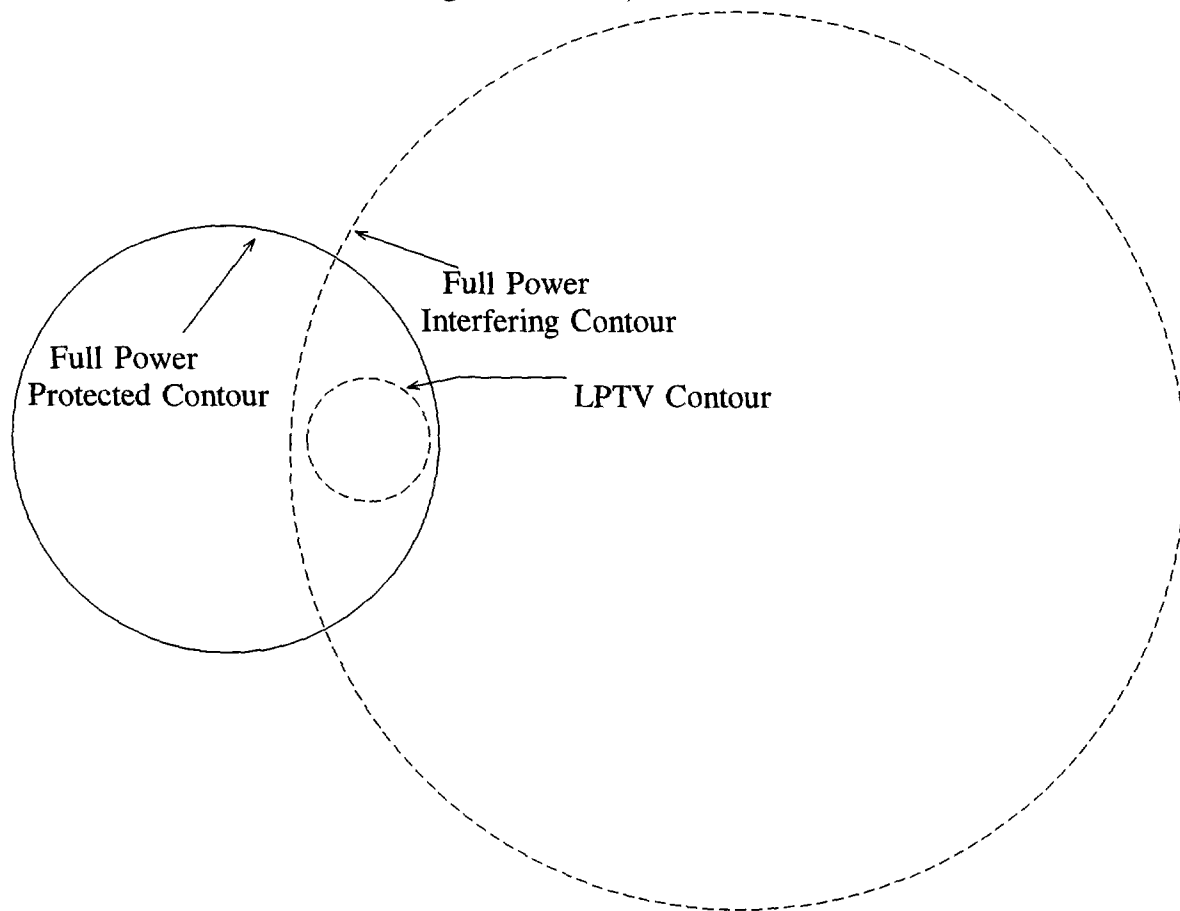 Full Power
Interfering Contour
Full Power
Protected Contour
LPTV Contour